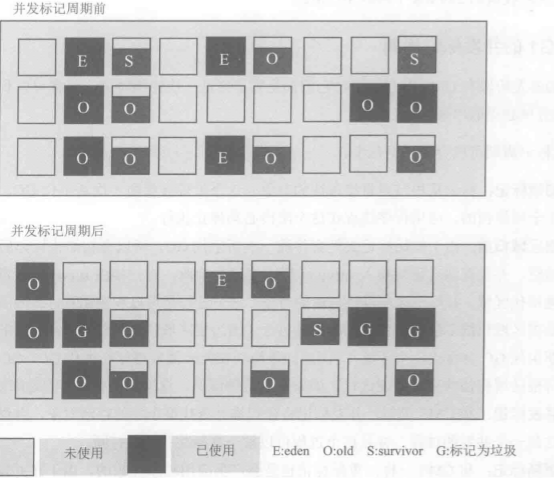 并发标记周期前
E S E O S
O O O O
O O E O
并发标记周期后
O E O
O G O S G G
O O O O
未使用 已使用 E:eden O:old S:survivor G:标记为垃圾